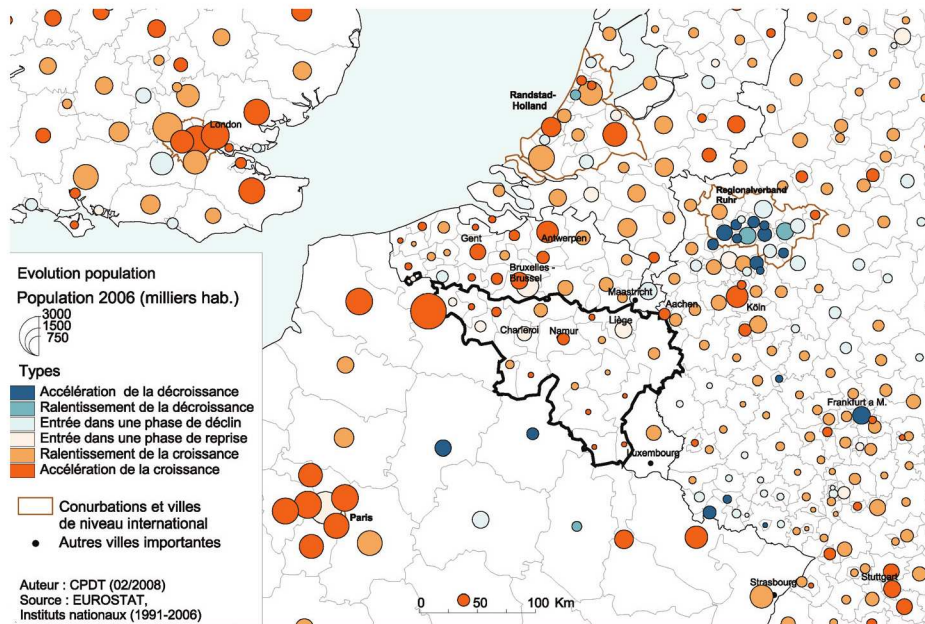 London
Randstad-
Holland
Regionalverband
Ruhr
Gent
Antwerpen
Bruxelles -
Brussel
Maastricht
Aachen
Köln
Charleroi
Namur
Liège
Frankfurt a M.
Luxembourg
Paris
Strasbourg
Stuttgart
Evolution population
Population 2006 (milliers hab.)
3000
1500
750
Types
Accélération de la décroissance
Ralentissement de la décroissance
Entrée dans une phase de déclin
Entrée dans une phase de reprise
Ralentissement de la croissance
Accélération de la croissance
Conurbations et villes
de niveau international
Autres villes importantes
Auteur : CPDT (02/2008)
Source : EUROSTAT,
Instituts nationaux (1991-2006)
0 50 100 Km